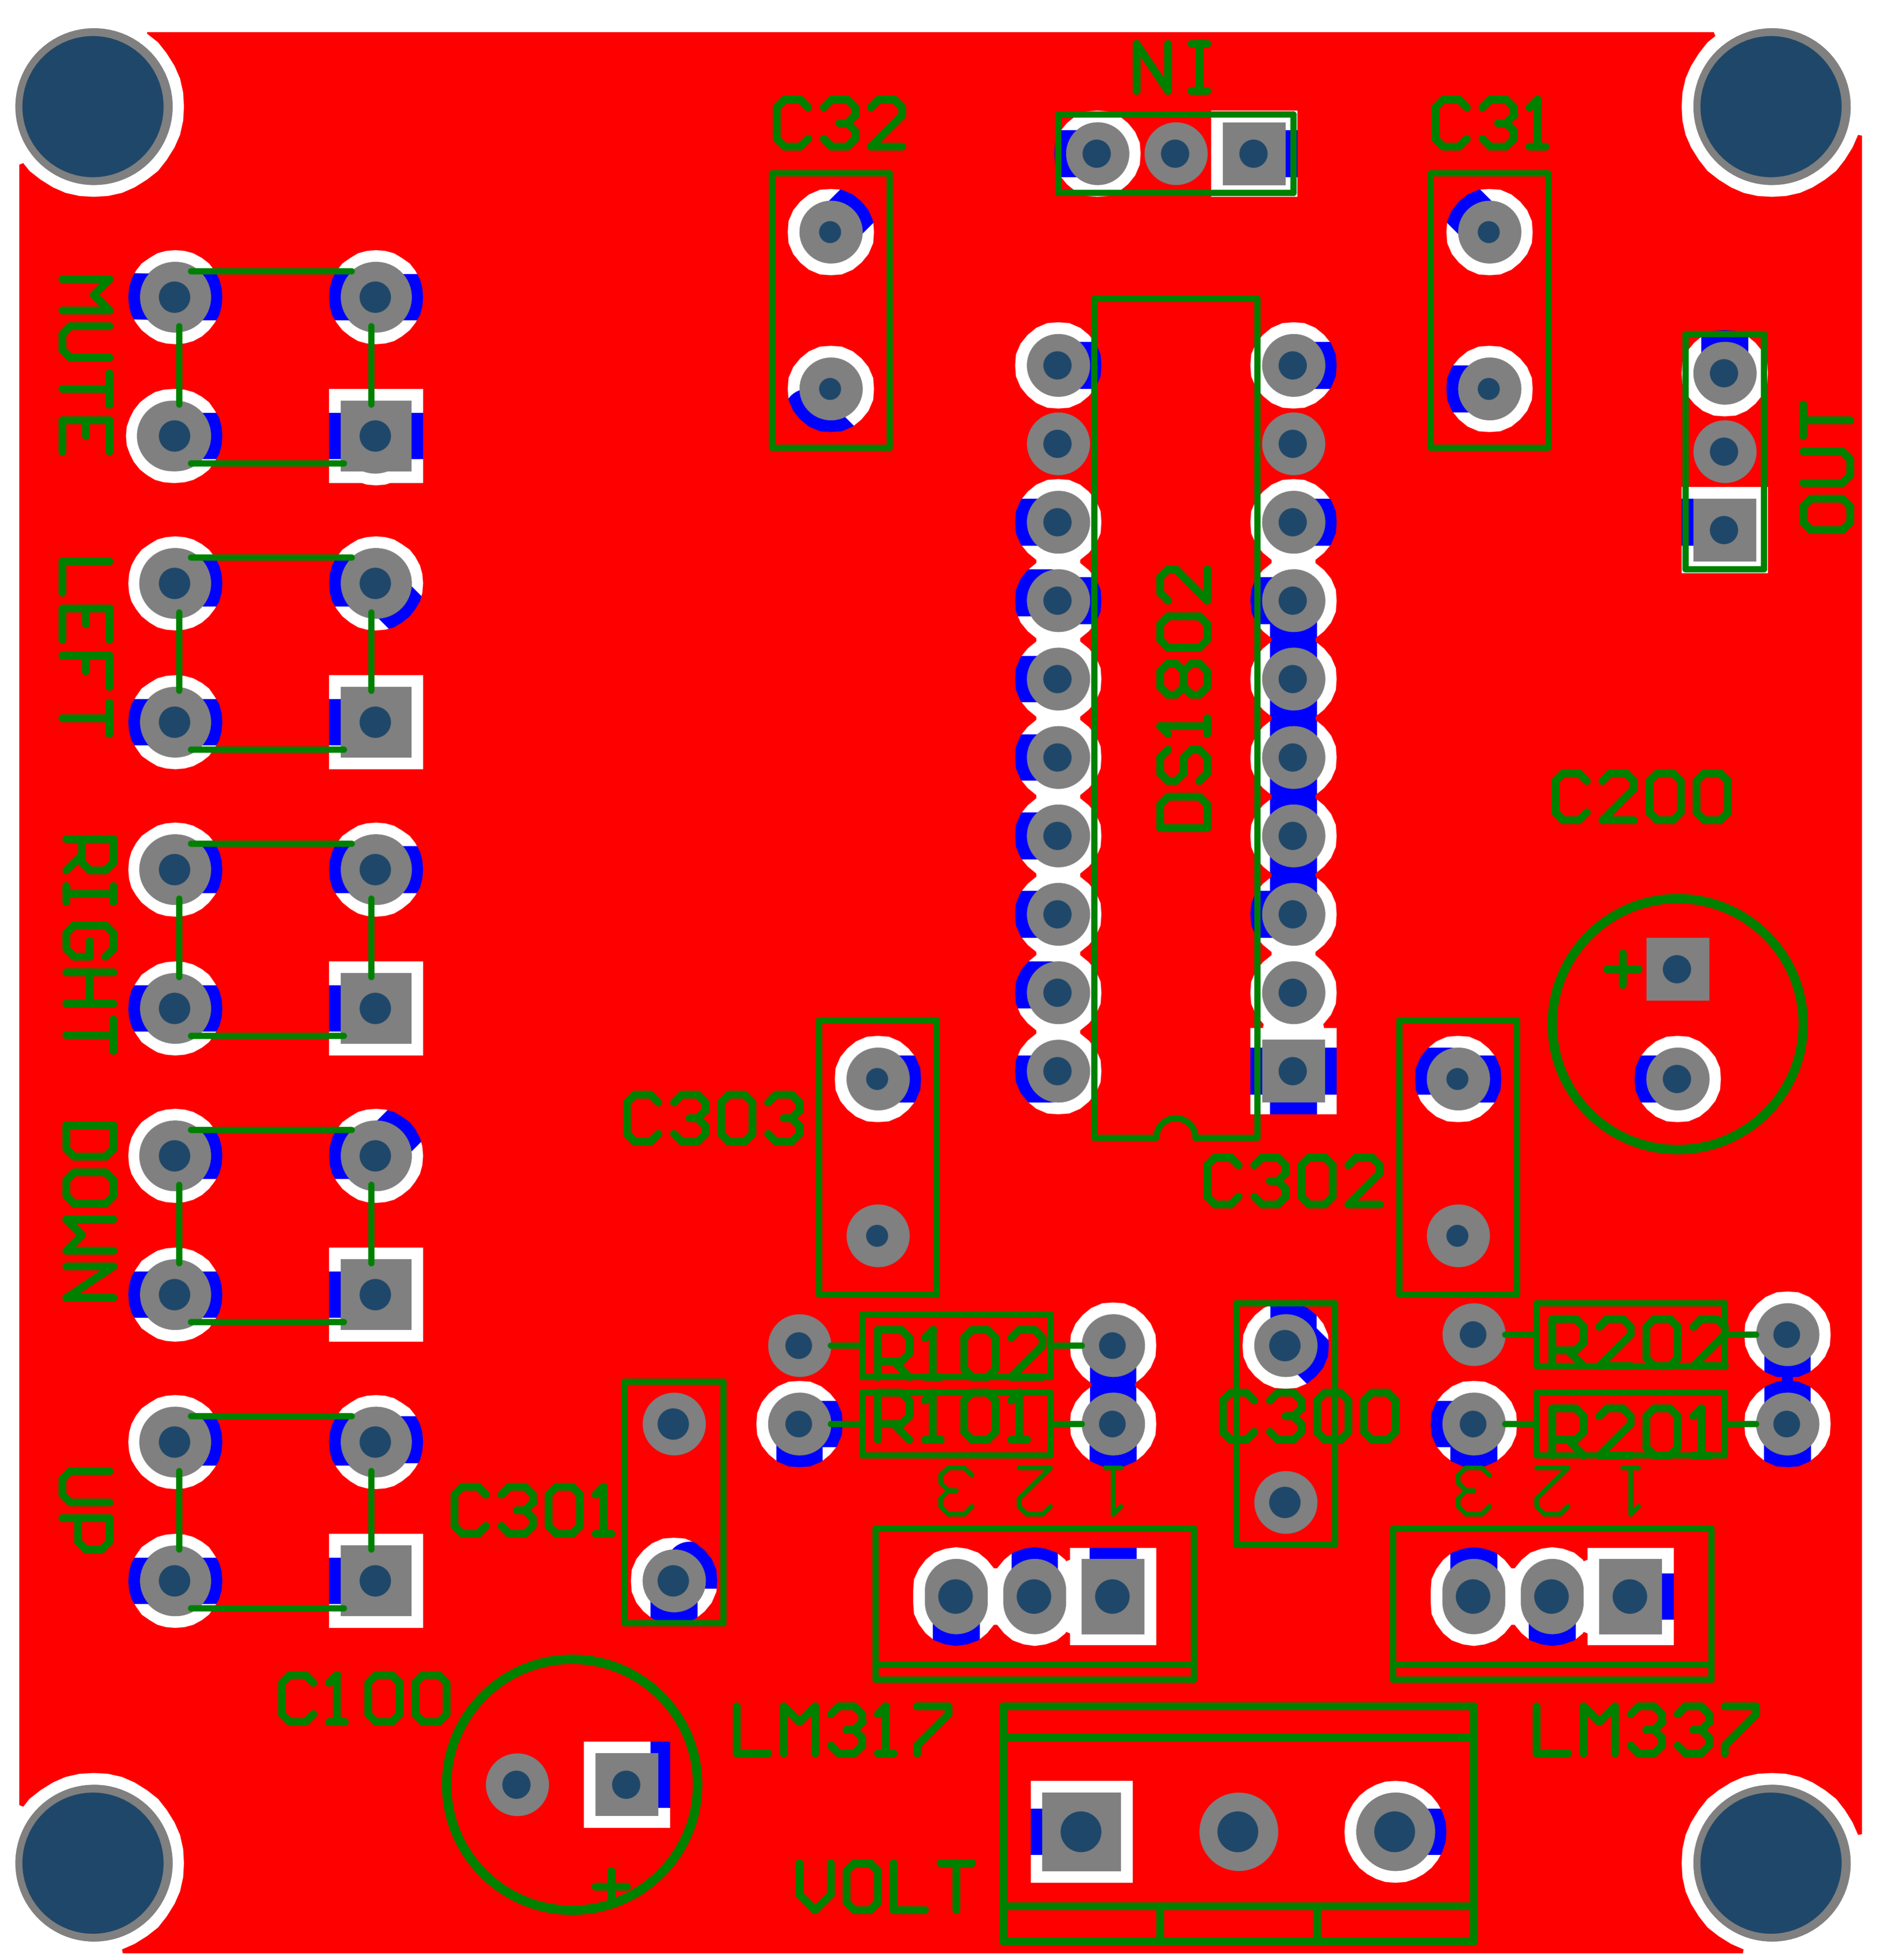 NI
C32
C31
MUTE
OUT
LEFT
DS1802
C200
RIGHT
C303
DOWN
C302
R102
R202
R101
C300
R201
1 2 3
1 2 3
UP
C301
C100
LM317
LM337
+
+
VOLT